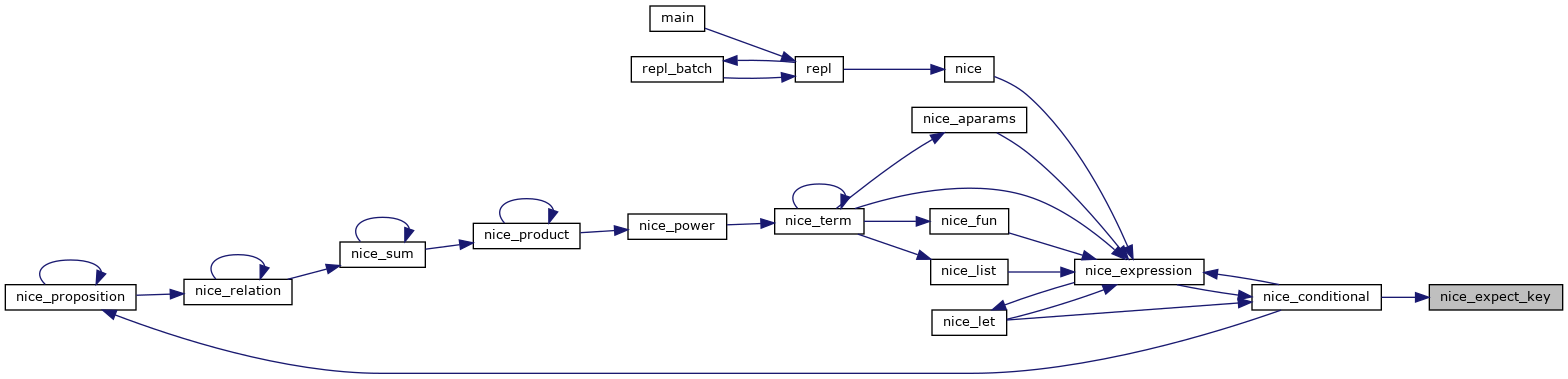 main
repl_batch
repl
nice
nice_aparams
nice_term
nice_fun
nice_power
nice_product
nice_sum
nice_list
nice_expression
nice_relation
nice_proposition
nice_conditional
nice_expect_key
nice_let